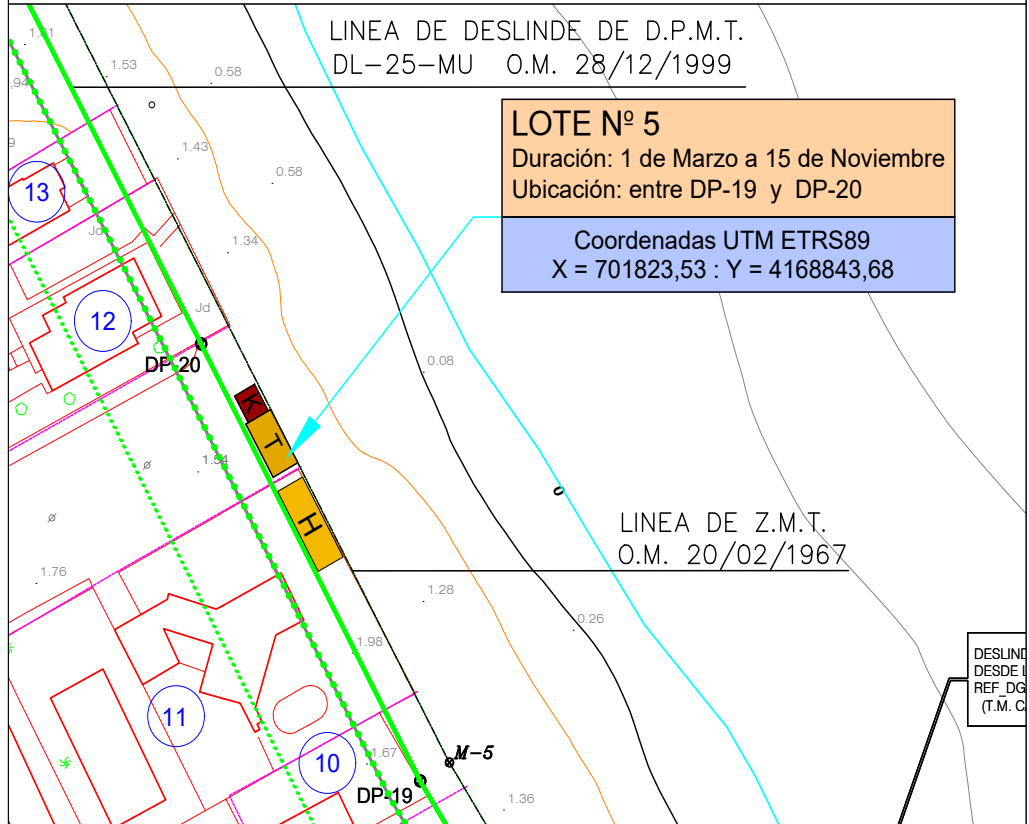 LINEA DE DESLINDE DE D.P.M.T.
DL-25-MU O.M. 28/12/1999
LOTE Nº 5
Duración: 1 de Marzo a 15 de Noviembre
Ubicación: entre DP-19 y DP-20
Coordenadas UTM ETRS89
X = 701823,53 : Y = 4168843,68
1.53
0.58
1.43
0.58
13
Jd
1.34
Jd
12
DP-20
0.08
K
T
1.54
H
LINEA DE Z.M.T.
O.M. 20/02/1967
1.76
1.28
0.26
1.98
DESLIND
DESDE L
REF_DG
(T.M. C
11
10
1.67
M-5
DP-19
1.36